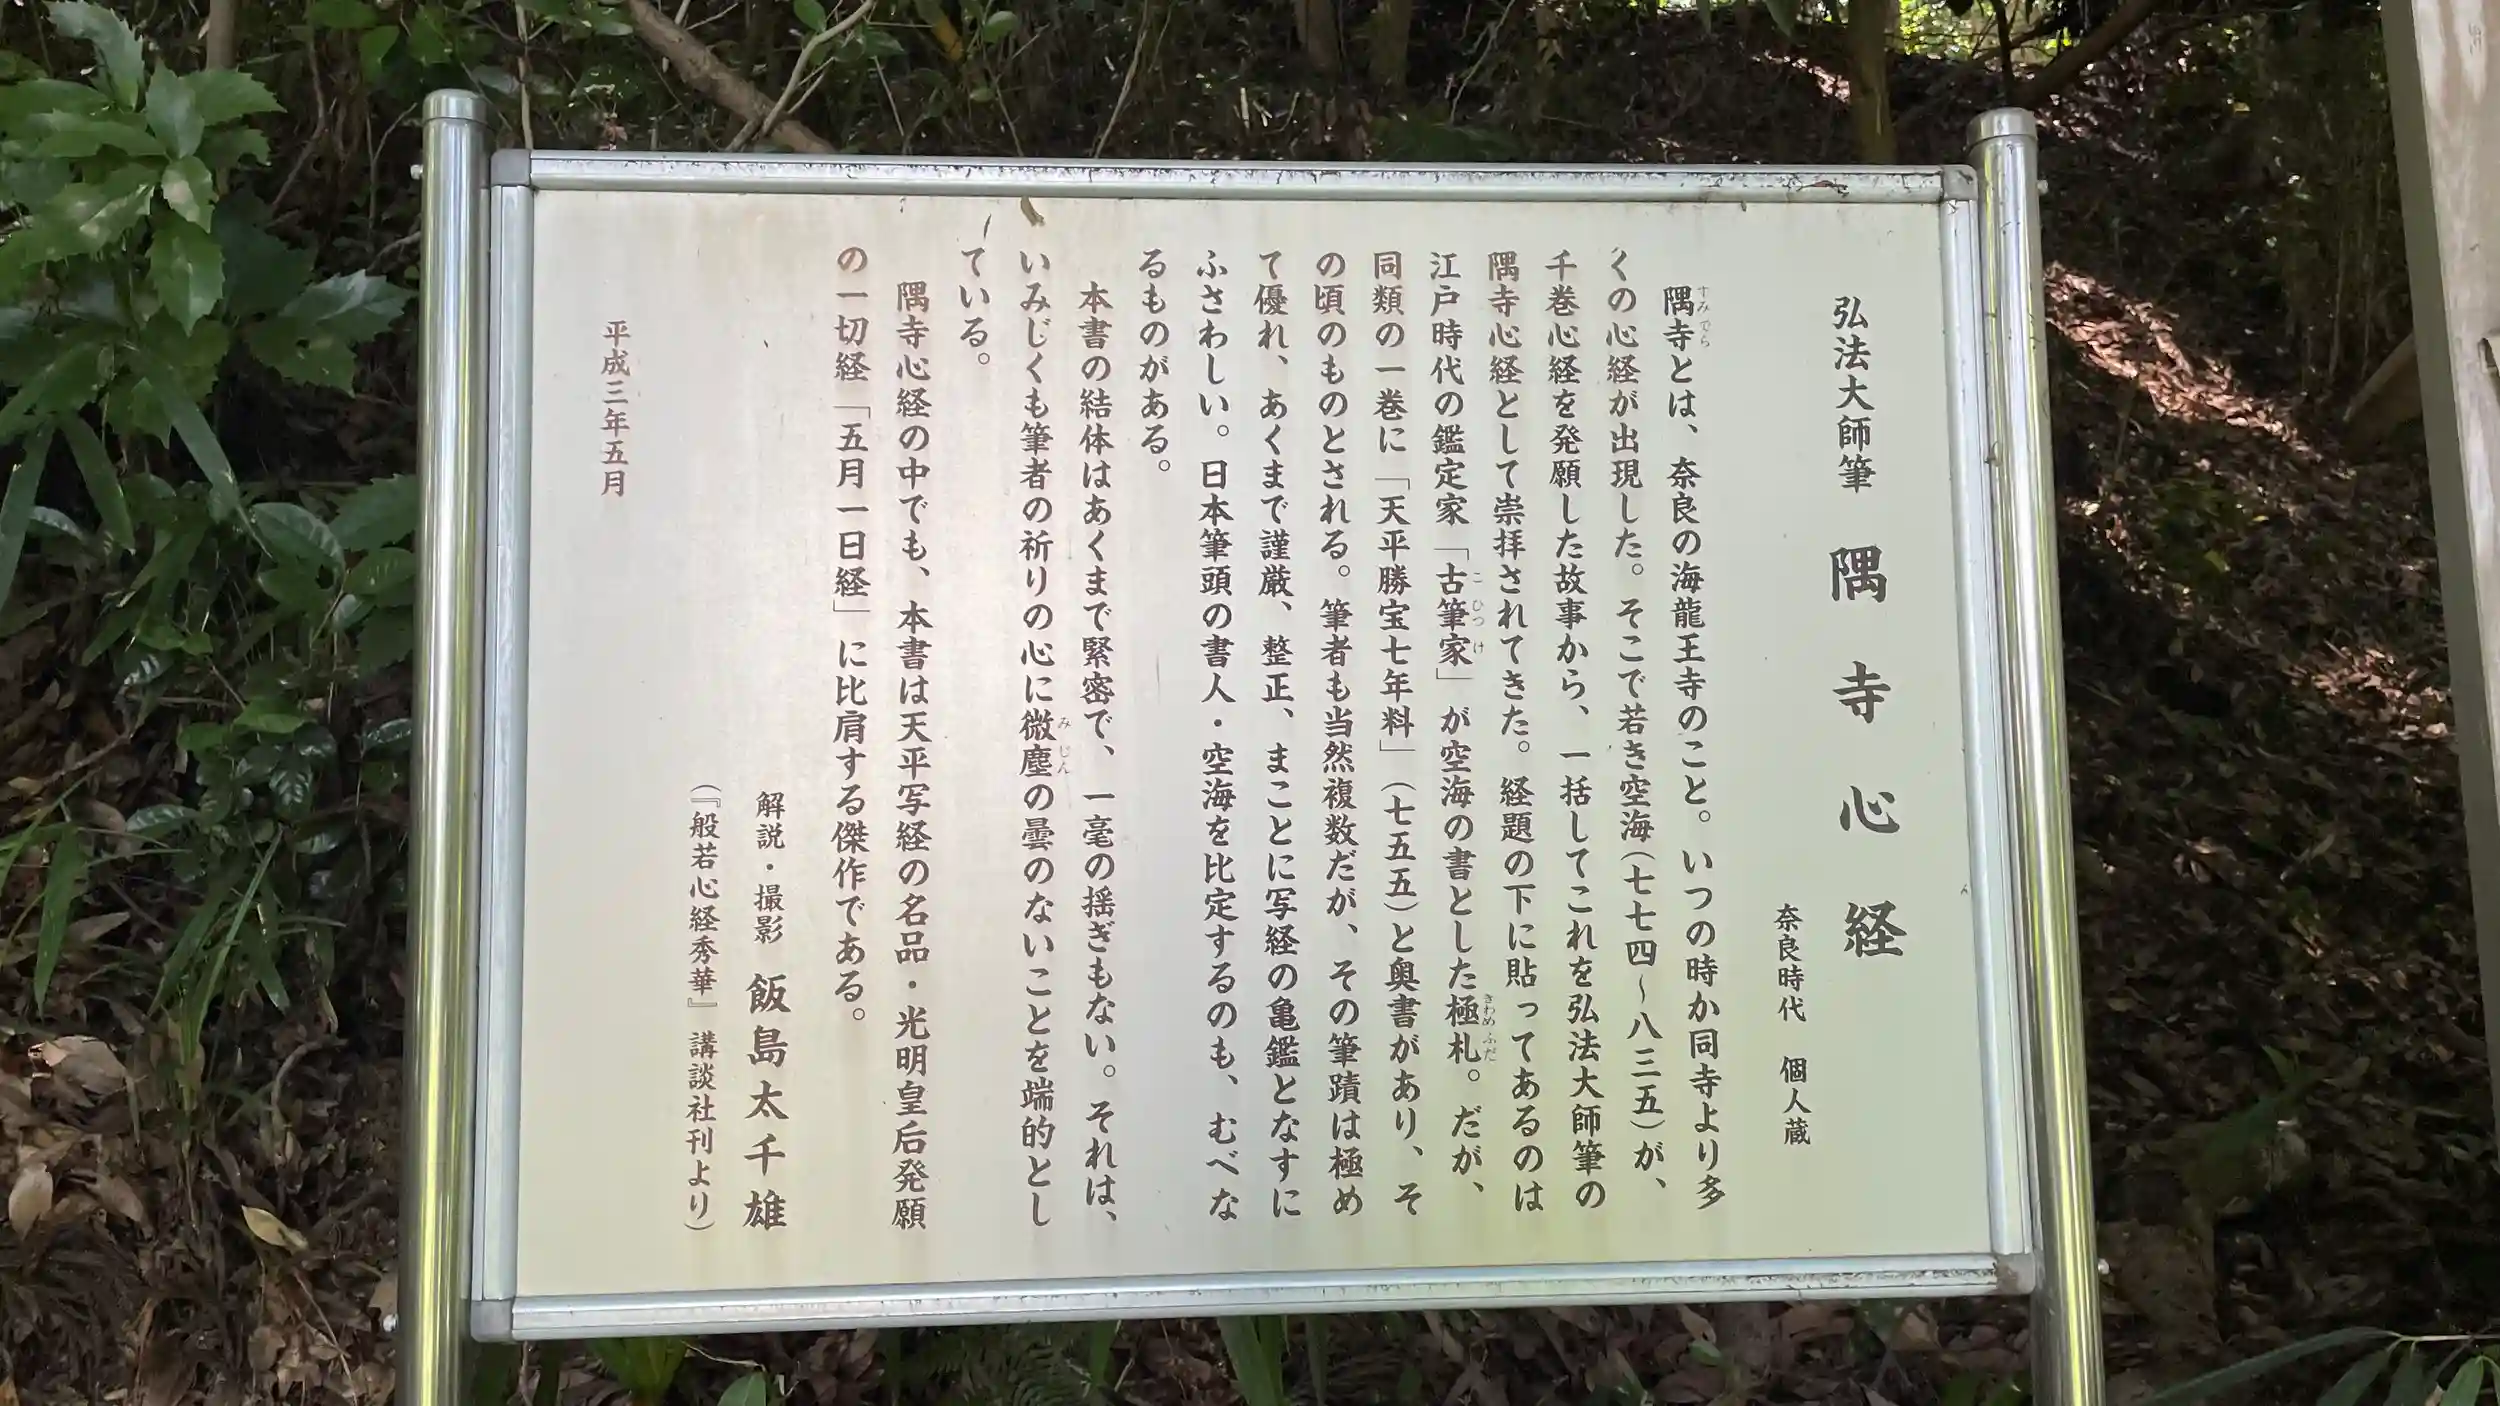 弘法大師筆　隅寺心経
奈良時代　個人蔵
隅寺とは、奈良の海龍王寺のこと。いつの時か同寺より多
すみでら
くの心経が出現した。そこで若き空海（七七四〜八三五）が、
千巻心経を発願した故事から、一括してこれを弘法大師筆の
隅寺心経として崇拝されてきた。経題の下に貼ってあるのは
江戸時代の鑑定家「古筆家」が空海の書とした極札。だが、
こひつけ
きわめふだ
同類の一巻に「天平勝宝七年料」（七五五）と奥書があり、そ
の頃のものとされる。筆者も当然複数だが、その筆蹟は極め
て優れ、あくまで謹厳、整正、まことに写経の亀鑑となすに
ふさわしい。日本筆頭の書人・空海を比定するのも、むべな
るものがある。
本書の結体はあくまで緊密で、一毫の揺ぎもない。それは、
いみじくも筆者の祈りの心に微塵の曇のないことを端的とし
みじん
ている。
隅寺心経の中でも、本書は天平写経の名品・光明皇后発願
の一切経「五月一日経」に比肩する傑作である。
解説・撮影　飯島太千雄
（『般若心経秀華』講談社刊より）
平成三年五月